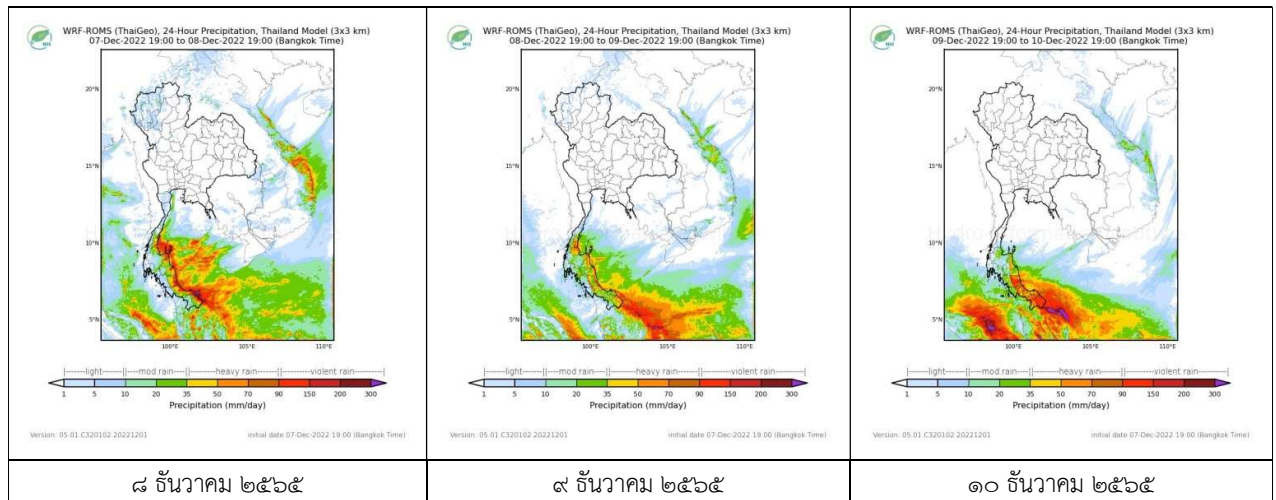 WRF-ROMS (ThaiGeo), 24-Hour Precipitation, Thailand Model (3x3 km)
07-Dec-2022 19:00 to 08-Dec-2022 19:00 (Bangkok Time)
20°N
15°N
10°N
5°N
100°E 105°E 110°E
|-------light-------||----mod rain----||---------heavy rain---------||----------violent rain---------|
1 5 10 20 35 50 70 90 150 200 300
Precipitation (mm/day)
Version: 05.01.C320102.20221201 initial date 07-Dec-2022 19:00 (Bangkok Time)
๘ ธันวาคม ๒๕๖๕
WRF-ROMS (ThaiGeo), 24-Hour Precipitation, Thailand Model (3x3 km)
08-Dec-2022 19:00 to 09-Dec-2022 19:00 (Bangkok Time)
20°N
15°N
10°N
5°N
100°E 105°E 110°E
|-------light-------||----mod rain----||---------heavy rain---------||----------violent rain---------|
1 5 10 20 35 50 70 90 150 200 300
Precipitation (mm/day)
Version: 05.01.C320102.20221201 initial date 07-Dec-2022 19:00 (Bangkok Time)
๙ ธันวาคม ๒๕๖๕
WRF-ROMS (ThaiGeo), 24-Hour Precipitation, Thailand Model (3x3 km)
09-Dec-2022 19:00 to 10-Dec-2022 19:00 (Bangkok Time)
20°N
15°N
10°N
5°N
100°E 105°E 110°E
|-------light-------||----mod rain----||---------heavy rain---------||----------violent rain---------|
1 5 10 20 35 50 70 90 150 200 300
Precipitation (mm/day)
Version: 05.01.C320102.20221201 initial date 07-Dec-2022 19:00 (Bangkok Time)
๑๐ ธันวาคม ๒๕๖๕